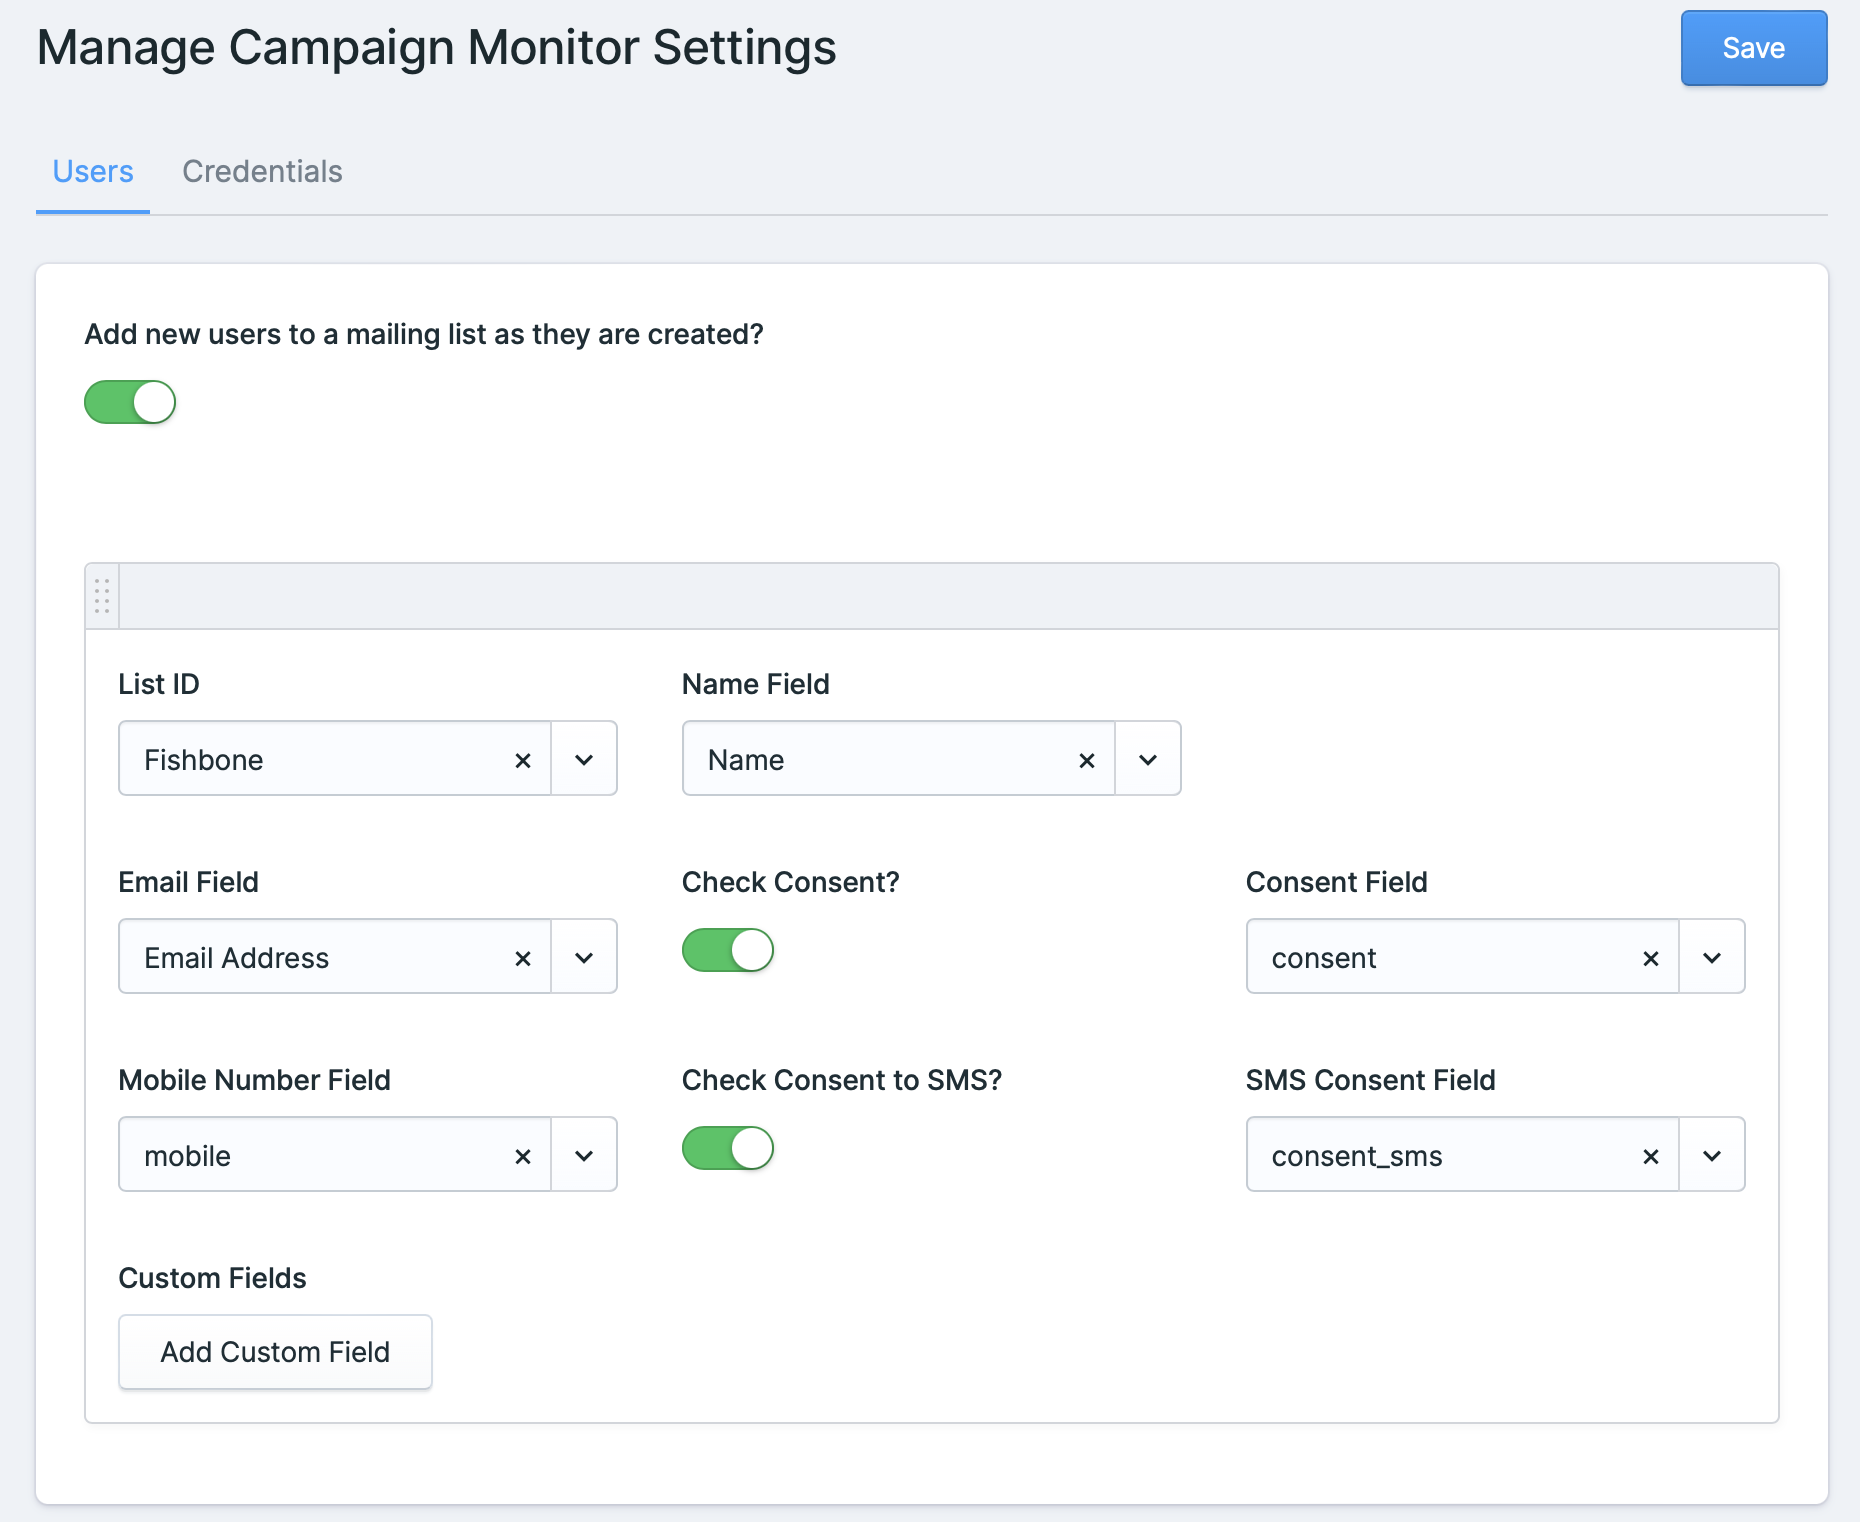 Manage Campaign Monitor Settings
Save
Users
Credentials
Add new users to a mailing list as they are created?
List ID
Name Field
Fishbone
Name
Email Field
Check Consent?
Consent Field
Email Address
consent
Mobile Number Field
Check Consent to SMS?
SMS Consent Field
mobile
consent_sms
Custom Fields
Add Custom Field